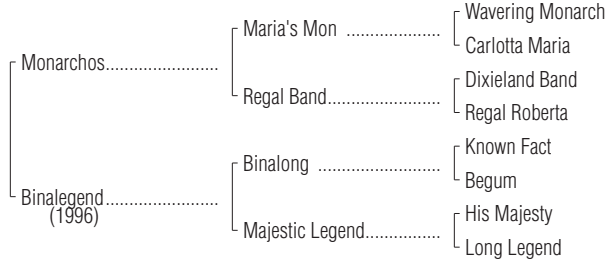 Wavering Monarch
Maria's Mon ....................
Carlotta Maria
Monarchos........................
Dixieland Band
Regal Band........................
Regal Roberta
Known Fact
Binalong .........................
Begum
Binalegend........................
(1996)
His Majesty
Majestic Legend................
Long Legend